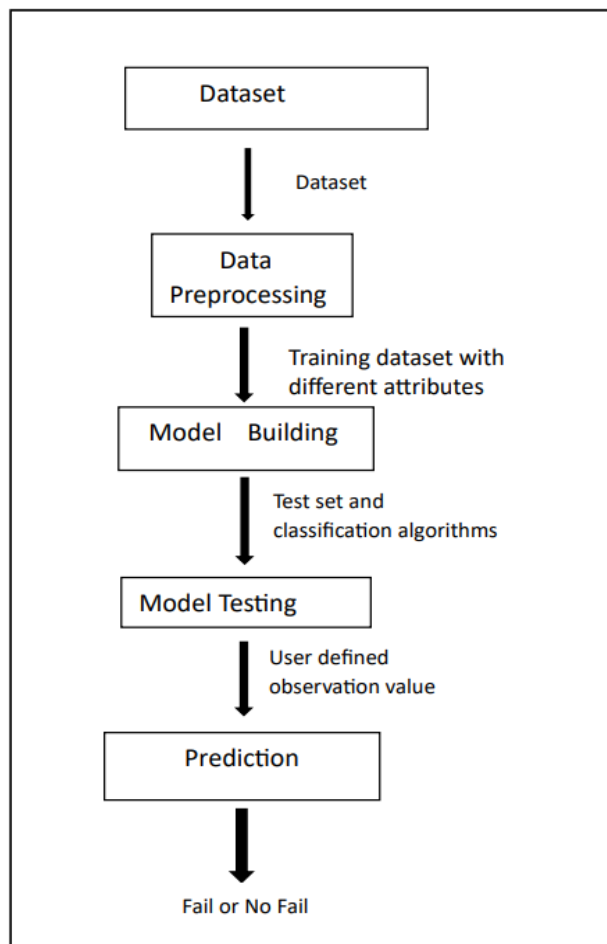 Dataset
Dataset
Data
Preprocessing
Training dataset with
different attributes
Model Building
Test set and
classification algorithms
Model Testing
User defined
observation value
Prediction
Fail or No Fail